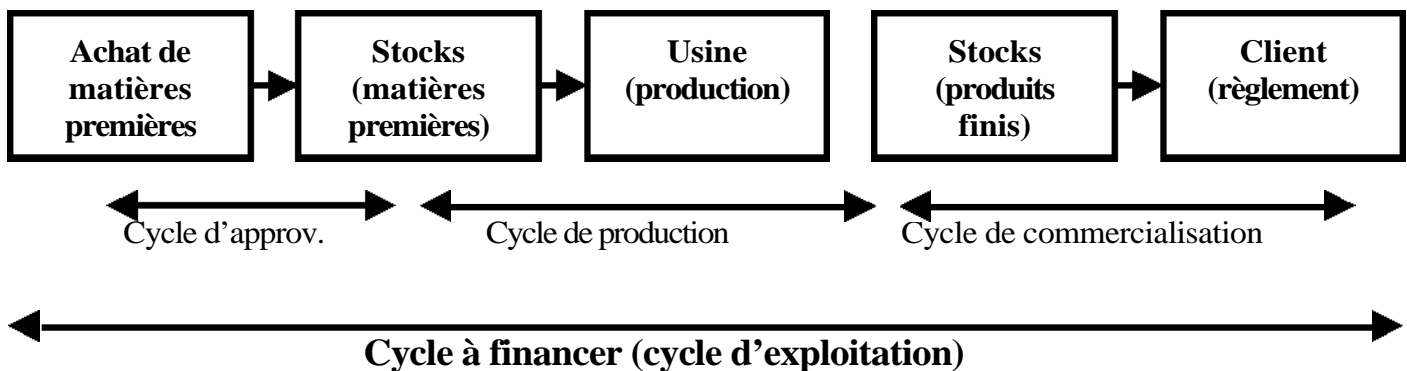 Achat de
matières
premières
Stocks
(matières
premières)
Usine
(production)
Stocks
(produits
finis)
Client
(règlement)
Cycle d’approv.
Cycle de production
Cycle de commercialisation
Cycle à financer (cycle d’exploitation)